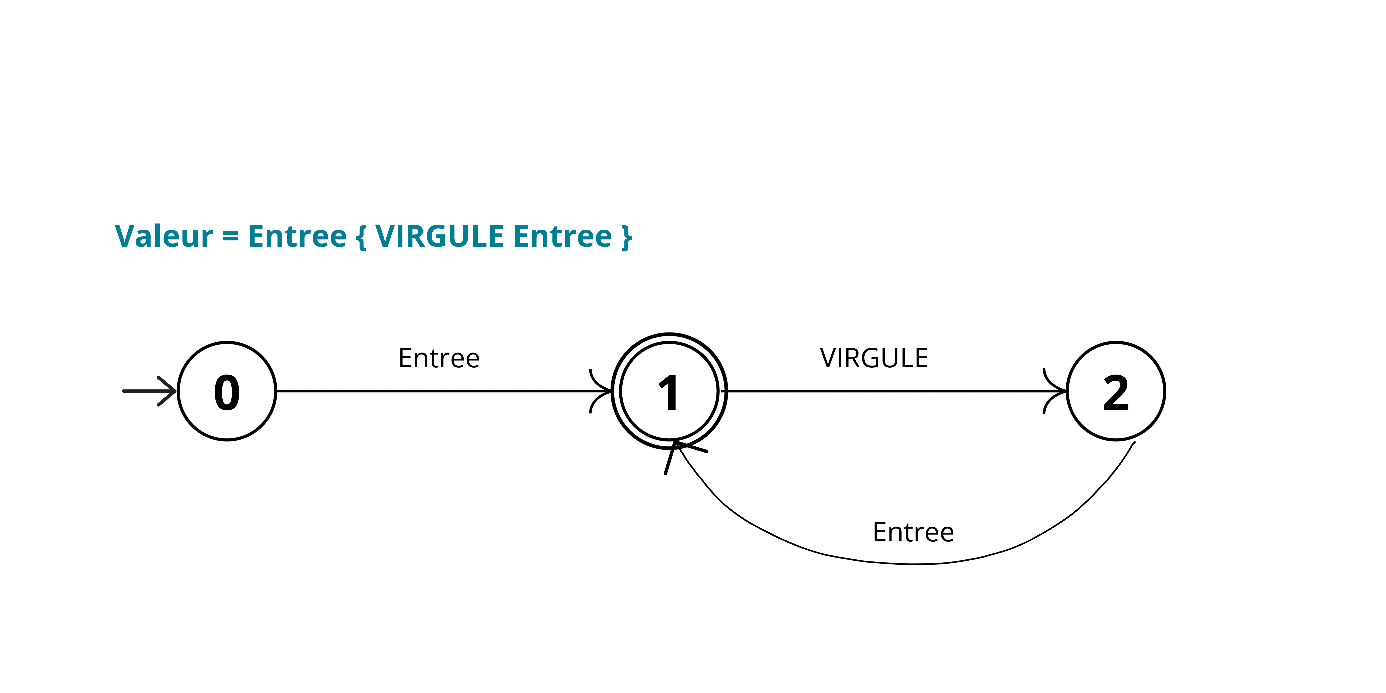 Valeur = Entree { VIRGULE Entree }
Entree
VIRGULE
0
1
2
Entree